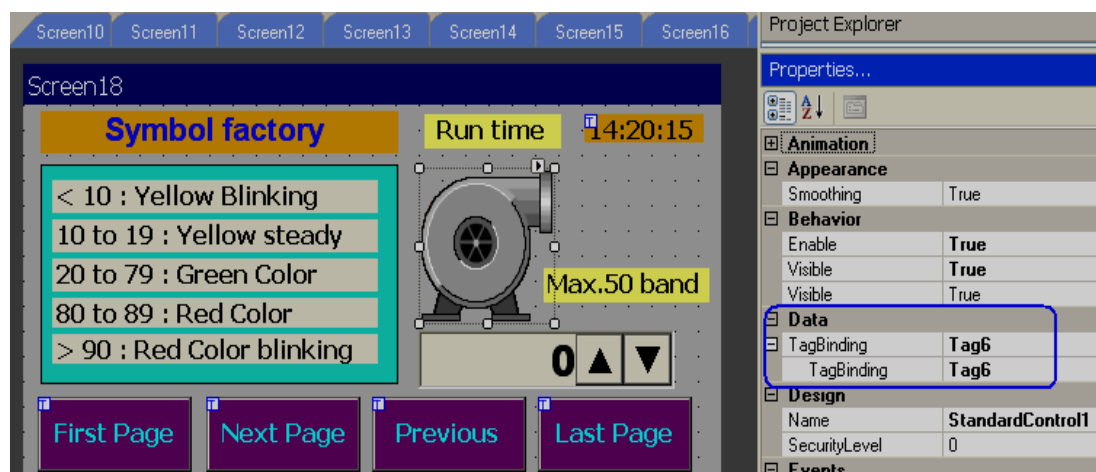 Screen10 Screen11 Screen12 Screen13 Screen14 Screen15 Screen16
Project Explorer
Properties...
Screen18
Symbol factory
Run time
14:20:15
< 10 : Yellow Blinking
10 to 19 : Yellow steady
20 to 79 : Green Color
80 to 89 : Red Color
> 90 : Red Color blinking
Max.50 band
0
First Page
Next Page
Previous
Last Page
Animation
Appearance
Smoothing True
Behavior
Enable True
Visible True
Visible True
Data
TagBinding Tag6
TagBinding Tag6
Design
Name StandardControl1
SecurityLevel 0
Events